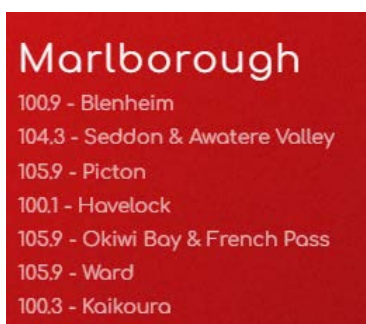 Marlborough
100.9 - Blenheim
104.3 - Seddon & Awatere Valley
105.9 - Picton
100.1 - Havelock
105.9 - Okiwi Bay & French Pass
105.9 - Ward
100.3 - Kaikoura